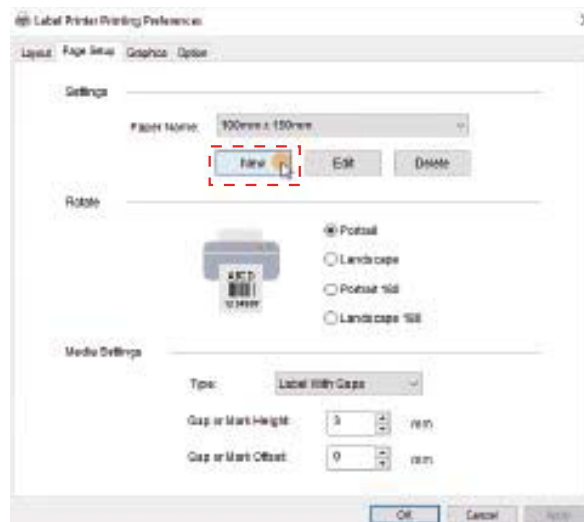 Label Printer Printing Preferences
Layout Page Setup Graphics Option
Settings
Paper Name: 100mm x 150mm
New Edit Delete
Rotate
Portrait
Landscape
ABCD
Portrait 180
Landscape 180
Media Settings
Type: Label With Gaps
Gap or Mark Height: 3 mm
Gap or Mark Offset: 0 mm
OK Cancel Apply